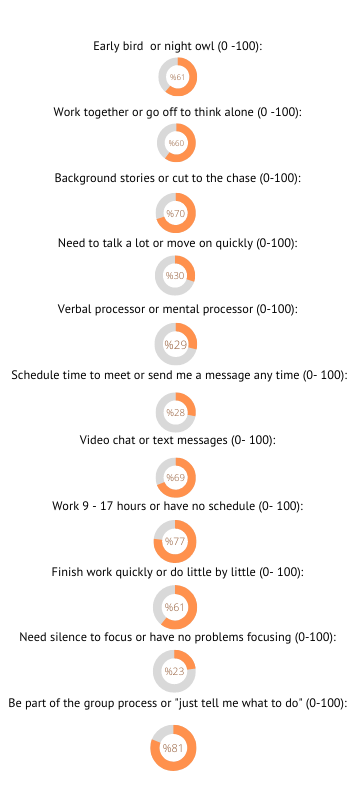 Early bird  or night owl (0 -100):
%61
Work together or go off to think alone (0 -100):
%60
Background stories or cut to the chase (0-100):
%70
Need to talk a lot or move on quickly (0-100):
%30
Verbal processor or mental processor (0-100):
%29
Schedule time to meet or send me a message any time (0- 100):
%28
Video chat or text messages (0- 100):
%69
Work 9 - 17 hours or have no schedule (0- 100):
%77
Finish work quickly or do little by little (0- 100):
%61
Need silence to focus or have no problems focusing (0-100):
%23
Be part of the group process or "just tell me what to do" (0-100):
%81